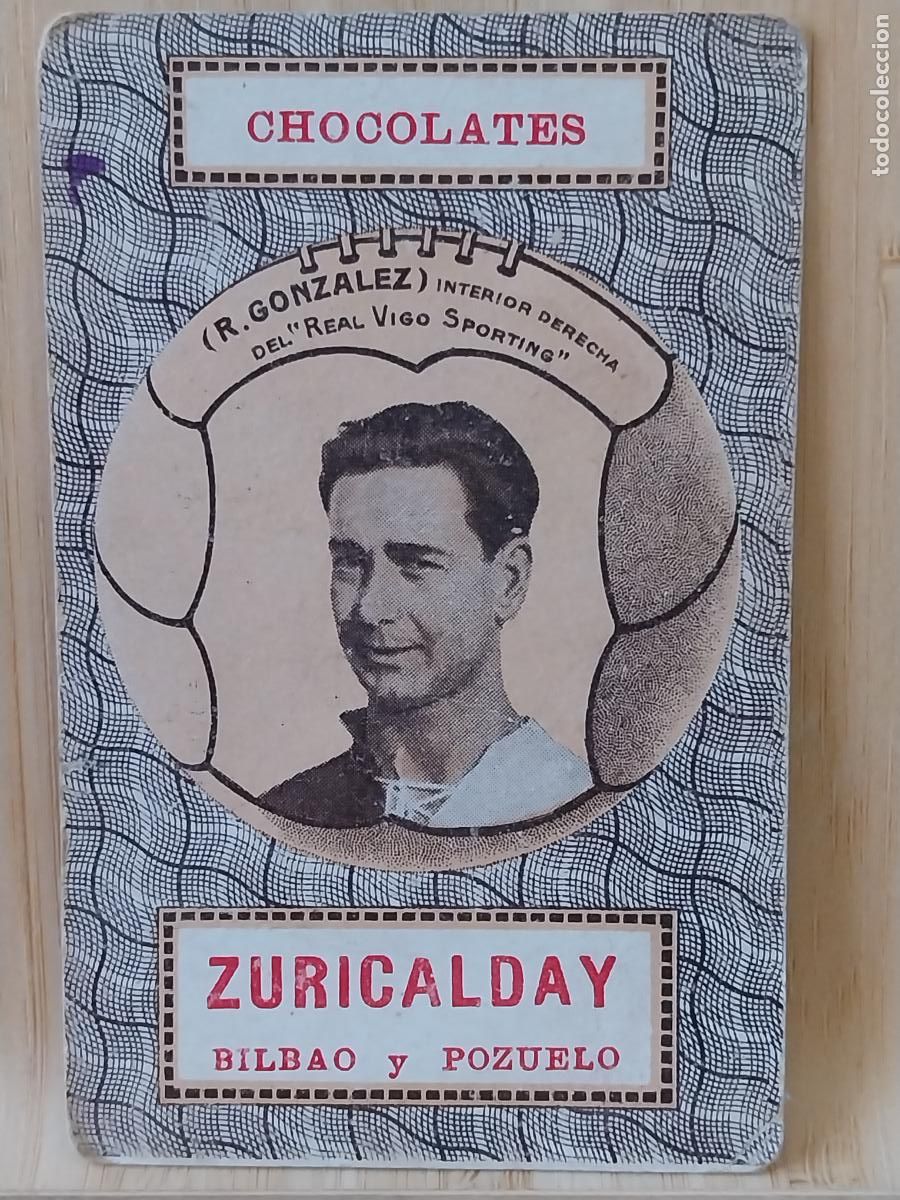 CHOCOLATES
(R. GONZALEZ) INTERIOR DERECHA
DEL "REAL VIGO SPORTING"
ZURICALDAY
BILBAO y POZUELO
todocoleccion